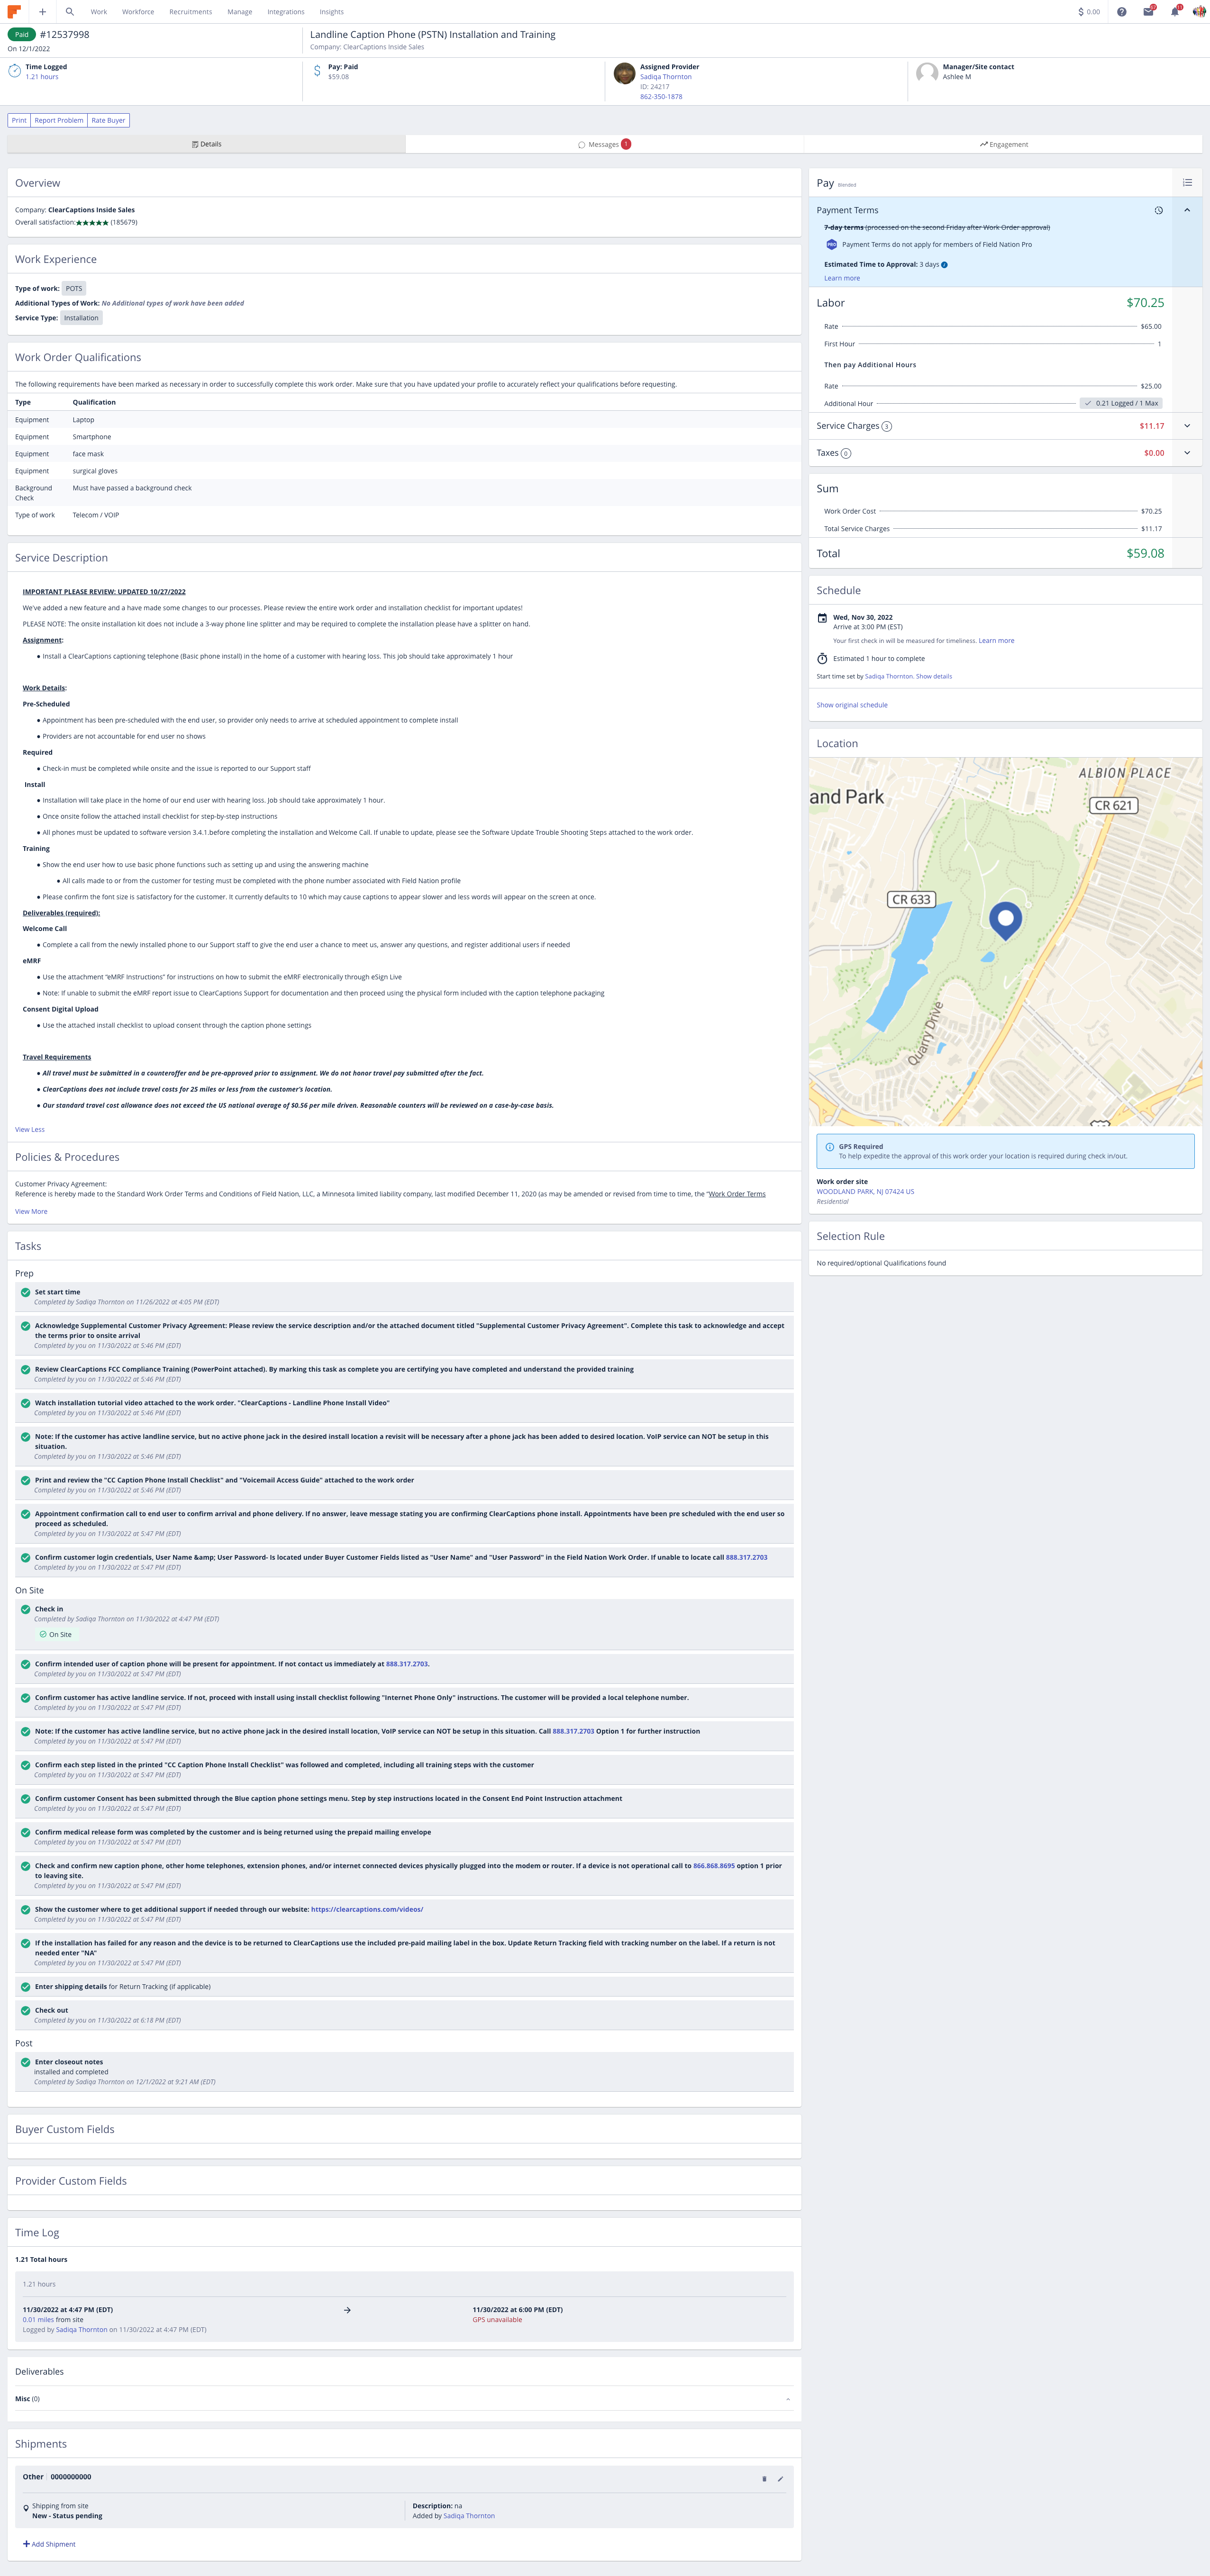 Work Workforce Recruitments Manage Integrations Insights $ 0.00
Paid #12537998
On 12/1/2022
Landline Caption Phone (PSTN) Installation and Training
Company: ClearCaptions Inside Sales
Time Logged
1.21 hours
Pay: Paid
$59.08
Assigned Provider
Sadiqa Thornton
ID: 24217
862-350-1878
Manager/Site contact
Ashlee M
Print Report Problem Rate Buyer
Details Messages 1 Engagement
Overview
Company: ClearCaptions Inside Sales
Overall satisfaction:★★★★★ (185679)
Work Experience
Type of work: POTS
Additional Types of Work: No Additional types of work have been added
Service Type: Installation
Work Order Qualifications
The following requirements have been marked as necessary in order to successfully complete this work order. Make sure that you have updated your profile to accurately reflect your qualifications before requesting.
Type Qualification
Equipment Laptop
Equipment Smartphone
Equipment face mask
Equipment surgical gloves
Background Must have passed a background check
Check
Type of work Telecom / VOIP
Service Description
IMPORTANT PLEASE REVIEW: UPDATED 10/27/2022
We've added a new feature and a have made some changes to our processes. Please review the entire work order and installation checklist for important updates!
PLEASE NOTE: The onsite installation kit does not include a 3-way phone line splitter and may be required to complete the installation please have a splitter on hand.
Assignment:
● Install a ClearCaptions captioning telephone (Basic phone install) in the home of a customer with hearing loss. This job should take approximately 1 hour
Work Details:
Pre-Scheduled
● Appointment has been pre-scheduled with the end user, so provider only needs to arrive at scheduled appointment to complete install
● Providers are not accountable for end user no shows
Required
● Check-in must be completed while onsite and the issue is reported to our Support staff
Install
● Installation will take place in the home of our end user with hearing loss. Job should take approximately 1 hour.
● Once onsite follow the attached install checklist for step-by-step instructions
● All phones must be updated to software version 3.4.1.before completing the installation and Welcome Call. If unable to update, please see the Software Update Trouble Shooting Steps attached to the work order.
Training
● Show the end user how to use basic phone functions such as setting up and using the answering machine
● All calls made to or from the customer for testing must be completed with the phone number associated with Field Nation profile
● Please confirm the font size is satisfactory for the customer. It currently defaults to 10 which may cause captions to appear slower and less words will appear on the screen at once.
Deliverables (required):
Welcome Call
● Complete a call from the newly installed phone to our Support staff to give the end user a chance to meet us, answer any questions, and register additional users if needed
eMRF
● Use the attachment "eMRF Instructions" for instructions on how to submit the eMRF electronically through eSign Live
● Note: If unable to submit the eMRF report issue to ClearCaptions Support for documentation and then proceed using the physical form included with the caption telephone packaging
Consent Digital Upload
● Use the attached install checklist to upload consent through the caption phone settings
Travel Requirements
● All travel must be submitted in a counteroffer and be pre-approved prior to assignment. We do not honor travel pay submitted after the fact.
● ClearCaptions does not include travel costs for 25 miles or less from the customer's location.
● Our standard travel cost allowance does not exceed the US national average of $0.56 per mile driven. Reasonable counters will be reviewed on a case-by-case basis.
View Less
Policies & Procedures
Customer Privacy Agreement:
Reference is hereby made to the Standard Work Order Terms and Conditions of Field Nation, LLC, a Minnesota limited liability company, last modified December 11, 2020 (as may be amended or revised from time to time, the "Work Order Terms
View More
Tasks
Prep
Set start time
Completed by Sadiqa Thornton on 11/26/2022 at 4:05 PM (EDT)
Acknowledge Supplemental Customer Privacy Agreement: Please review the service description and/or the attached document titled "Supplemental Customer Privacy Agreement". Complete this task to acknowledge and accept
the terms prior to onsite arrival
Completed by you on 11/30/2022 at 5:46 PM (EDT)
Review ClearCaptions FCC Compliance Training (PowerPoint attached). By marking this task as complete you are certifying you have completed and understand the provided training
Completed by you on 11/30/2022 at 5:46 PM (EDT)
Watch installation tutorial video attached to the work order. "ClearCaptions - Landline Phone Install Video"
Completed by you on 11/30/2022 at 5:46 PM (EDT)
Note: If the customer has active landline service, but no active phone jack in the desired install location a revisit will be necessary after a phone jack has been added to desired location. VoIP service can NOT be setup in this
situation.
Completed by you on 11/30/2022 at 5:46 PM (EDT)
Print and review the "CC Caption Phone Install Checklist" and "Voicemail Access Guide" attached to the work order
Completed by you on 11/30/2022 at 5:46 PM (EDT)
Appointment confirmation call to end user to confirm arrival and phone delivery. If no answer, leave message stating you are confirming ClearCaptions phone install. Appointments have been pre scheduled with the end user so
proceed as scheduled.
Completed by you on 11/30/2022 at 5:47 PM (EDT)
Confirm customer login credentials, User Name &amp; User Password- Is located under Buyer Customer Fields listed as "User Name" and "User Password" in the Field Nation Work Order. If unable to locate call 888.317.2703
Completed by you on 11/30/2022 at 5:47 PM (EDT)
On Site
Check in
Completed by Sadiqa Thornton on 11/30/2022 at 4:47 PM (EDT)
On Site
Confirm intended user of caption phone will be present for appointment. If not contact us immediately at 888.317.2703.
Completed by you on 11/30/2022 at 5:47 PM (EDT)
Confirm customer has active landline service. If not, proceed with install using install checklist following "Internet Phone Only" instructions. The customer will be provided a local telephone number.
Completed by you on 11/30/2022 at 5:47 PM (EDT)
Note: If the customer has active landline service, but no active phone jack in the desired install location, VoIP service can NOT be setup in this situation. Call 888.317.2703 Option 1 for further instruction
Completed by you on 11/30/2022 at 5:47 PM (EDT)
Confirm each step listed in the printed "CC Caption Phone Install Checklist" was followed and completed, including all training steps with the customer
Completed by you on 11/30/2022 at 5:47 PM (EDT)
Confirm customer Consent has been submitted through the Blue caption phone settings menu. Step by step instructions located in the Consent End Point Instruction attachment
Completed by you on 11/30/2022 at 5:47 PM (EDT)
Confirm medical release form was completed by the customer and is being returned using the prepaid mailing envelope
Completed by you on 11/30/2022 at 5:47 PM (EDT)
Check and confirm new caption phone, other home telephones, extension phones, and/or internet connected devices physically plugged into the modem or router. If a device is not operational call to 866.868.8695 option 1 prior
to leaving site.
Completed by you on 11/30/2022 at 5:47 PM (EDT)
Show the customer where to get additional support if needed through our website: https://clearcaptions.com/videos/
Completed by you on 11/30/2022 at 5:47 PM (EDT)
If the installation has failed for any reason and the device is to be returned to ClearCaptions use the included pre-paid mailing label in the box. Update Return Tracking field with tracking number on the label. If a return is not
needed enter "NA"
Completed by you on 11/30/2022 at 5:47 PM (EDT)
Enter shipping details for Return Tracking (if applicable)
Check out
Completed by you on 11/30/2022 at 6:18 PM (EDT)
Post
Enter closeout notes
installed and completed
Completed by Sadiqa Thornton on 12/1/2022 at 9:21 AM (EDT)
Buyer Custom Fields
Provider Custom Fields
Time Log
1.21 Total hours
1.21 hours
11/30/2022 at 4:47 PM (EDT) → 11/30/2022 at 6:00 PM (EDT)
0.01 miles from site GPS unavailable
Logged by Sadiqa Thornton on 11/30/2022 at 4:47 PM (EDT)
Deliverables
Misc (0)
Shipments
Other 0000000000
Shipping from site
New - Status pending
Description: na
Added by Sadiqa Thornton
+ Add Shipment
Pay Blended
Payment Terms
7-day terms (processed on the second Friday after Work Order approval)
PRO Payment Terms do not apply for members of Field Nation Pro
Estimated Time to Approval: 3 days
Learn more
Labor $70.25
Rate $65.00
First Hour 1
Then pay Additional Hours
Rate $25.00
Additional Hour 0.21 Logged / 1 Max
Service Charges 3 $11.17
Taxes 0 $0.00
Sum
Work Order Cost $70.25
Total Service Charges $11.17
Total $59.08
Schedule
Wed, Nov 30, 2022
Arrive at 3:00 PM (EST)
Your first check in will be measured for timeliness. Learn more
Estimated 1 hour to complete
Start time set by Sadiqa Thornton. Show details
Show original schedule
Location
ALBION PLACE
and Park
CR 621
CR 633
Quarry Drive
GPS Required
To help expedite the approval of this work order your location is required during check in/out.
Work order site
WOODLAND PARK, NJ 07424 US
Residential
Selection Rule
No required/optional Qualifications found